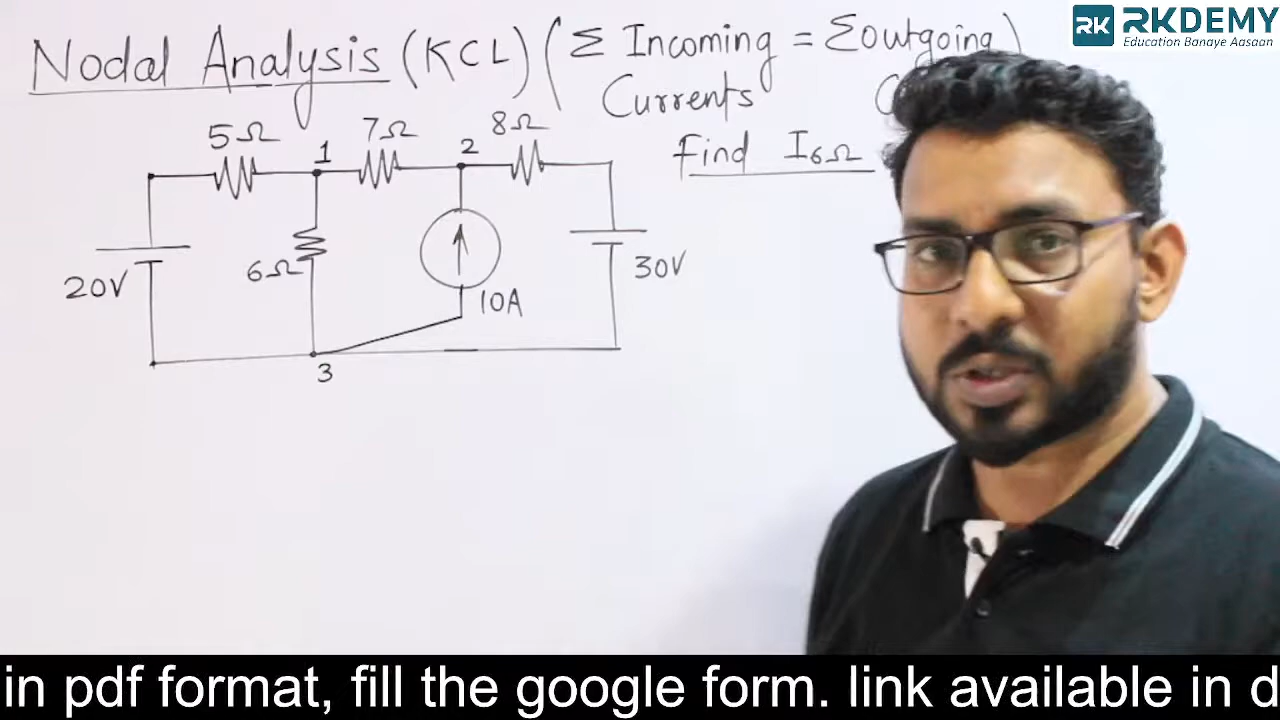 RK RKDEMY
Education Banaye Aasaan
Nodal Analysis (KCL) ( Σ Incoming = Σoutgoing )
Currents
Find I6Ω
5Ω
1
7Ω
2
8Ω
20V
6Ω
10A
30V
3
in pdf format, fill the google form. link available in d